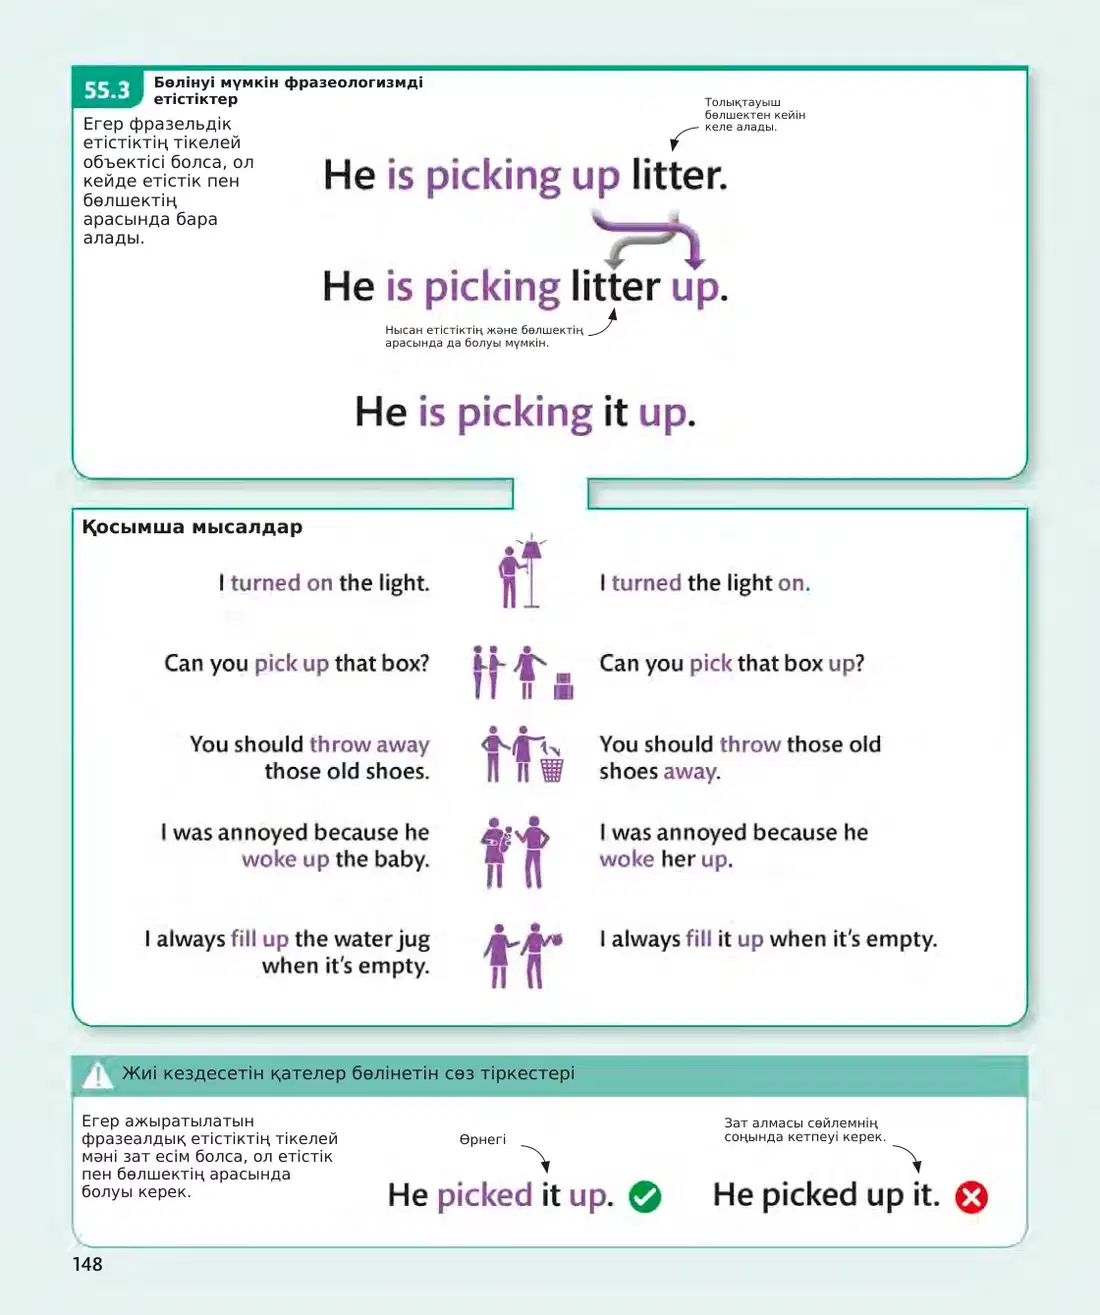 55.3
Бөлінуі мүмкін фразеологизмді
етістіктер
Егер фразельдік
етістіктің тікелей
объектісі болса, ол
кейде етістік пен
бөлшектің
арасында бара
алады.
Толықтауыш
бөлшектен кейін
келе алады.
He is picking up litter.
He is picking litter up.
Нысан етістіктің және бөлшектің
арасында да болуы мүмкін.
He is picking it up.
Қосымша мысалдар
I turned on the light.
I turned the light on.
Can you pick up that box?
Can you pick that box up?
You should throw away
those old shoes.
You should throw those old
shoes away.
I was annoyed because he
woke up the baby.
I was annoyed because he
woke her up.
I always fill up the water jug
when it's empty.
I always fill it up when it's empty.
Жиі кездесетін қателер бөлінетін сөз тіркестері
Егер ажыратылатын
фразеалдық етістіктің тікелей
мәні зат есім болса, ол етістік
пен бөлшектің арасында
болуы керек.
Өрнегі
He picked it up.
Зат алмасы сөйлемнің
соңында кетпеуі керек.
He picked up it.
148